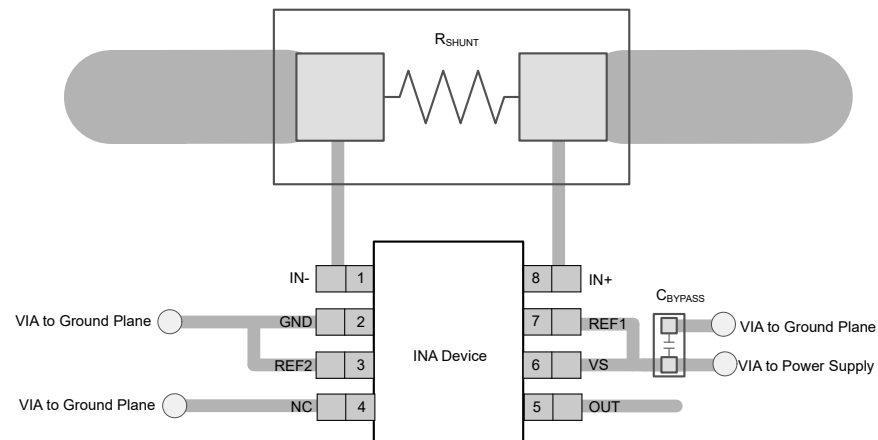 RSHUNT
IN- 1
8 IN+
CBYPASS
VIA to Ground Plane GND 2
7 REF1
VIA to Ground Plane
INA Device
REF2 3
6 VS
VIA to Power Supply
VIA to Ground Plane NC 4
5 OUT